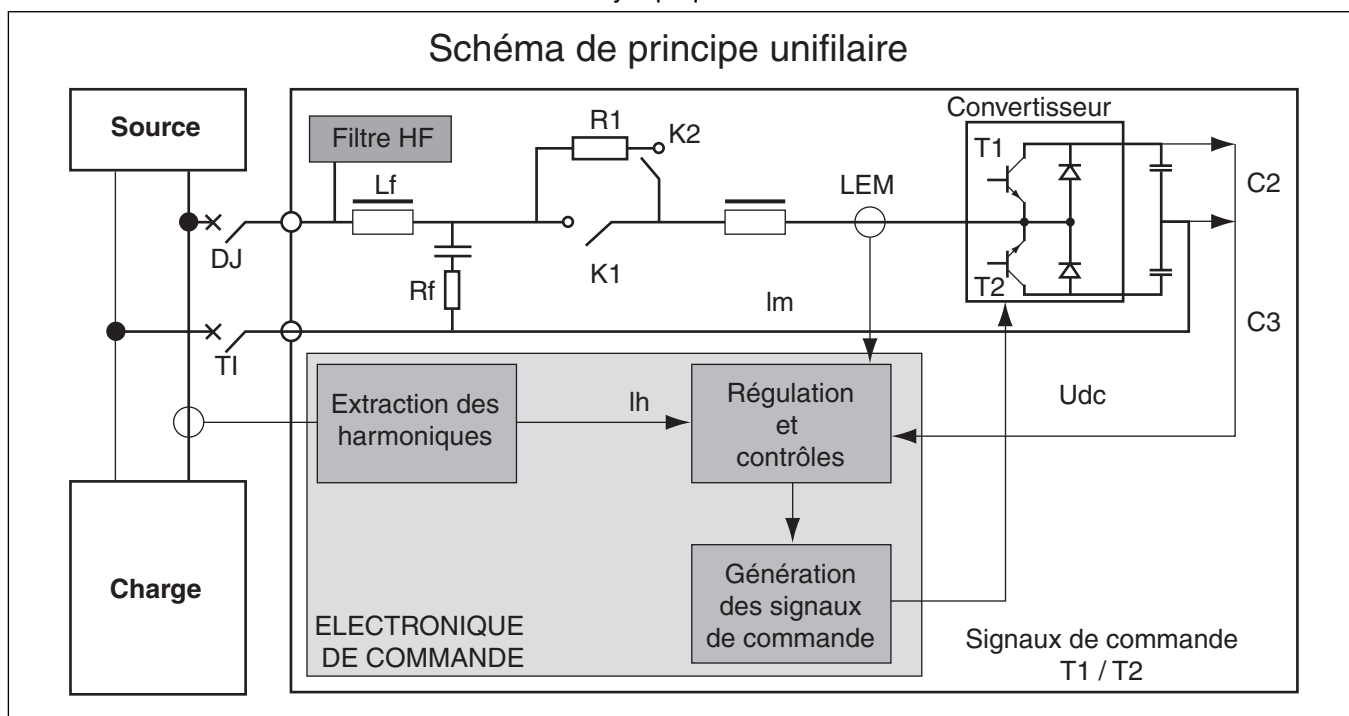 Schéma de principe unifilaire
Source
Filtre HF
R1
K2
Convertisseur
T1
Lf
LEM
C2
DJ
K1
Rf
T2
Im
C3
TI
Extraction des
harmoniques
Ih
Régulation
et
contrôles
Udc
Charge
Génération
des signaux
de commande
ELECTRONIQUE
DE COMMANDE
Signaux de commande
T1 / T2